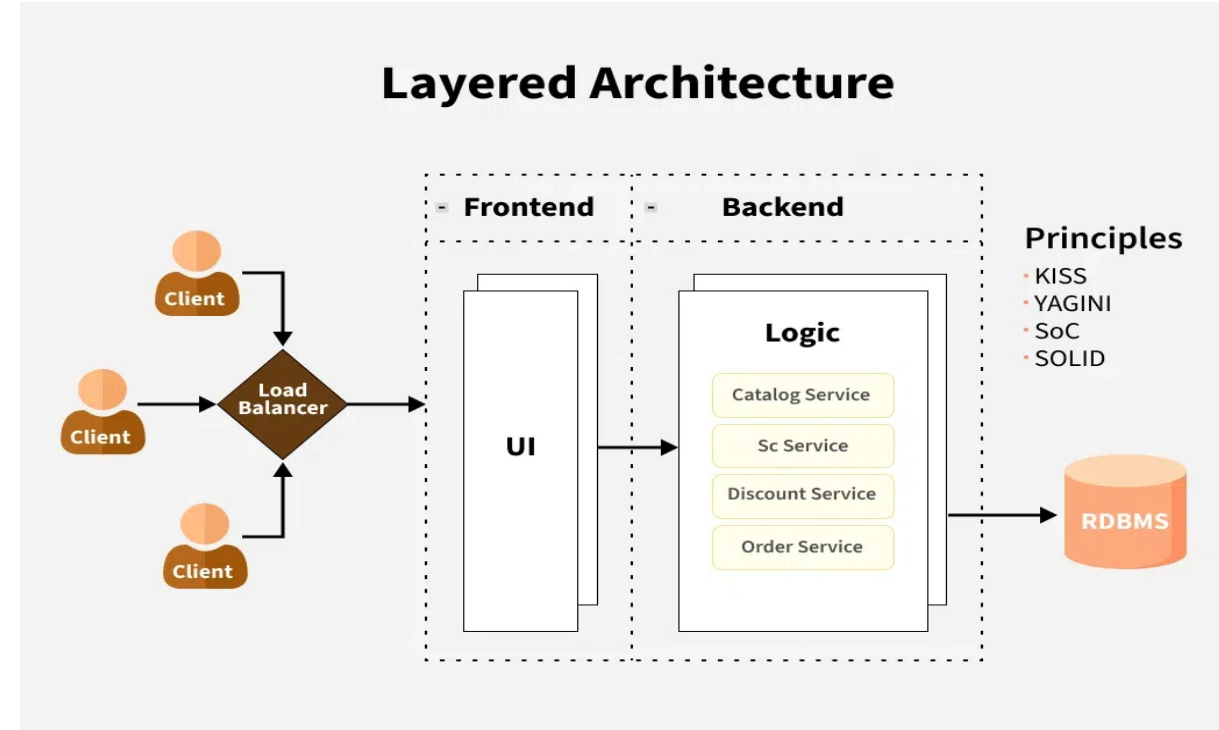 Layered Architecture
- Frontend
- Backend
Principles
· KISS
· YAGINI
· SoC
· SOLID
Client
Client
Client
Load
Balancer
UI
Logic
Catalog Service
Sc Service
Discount Service
Order Service
RDBMS